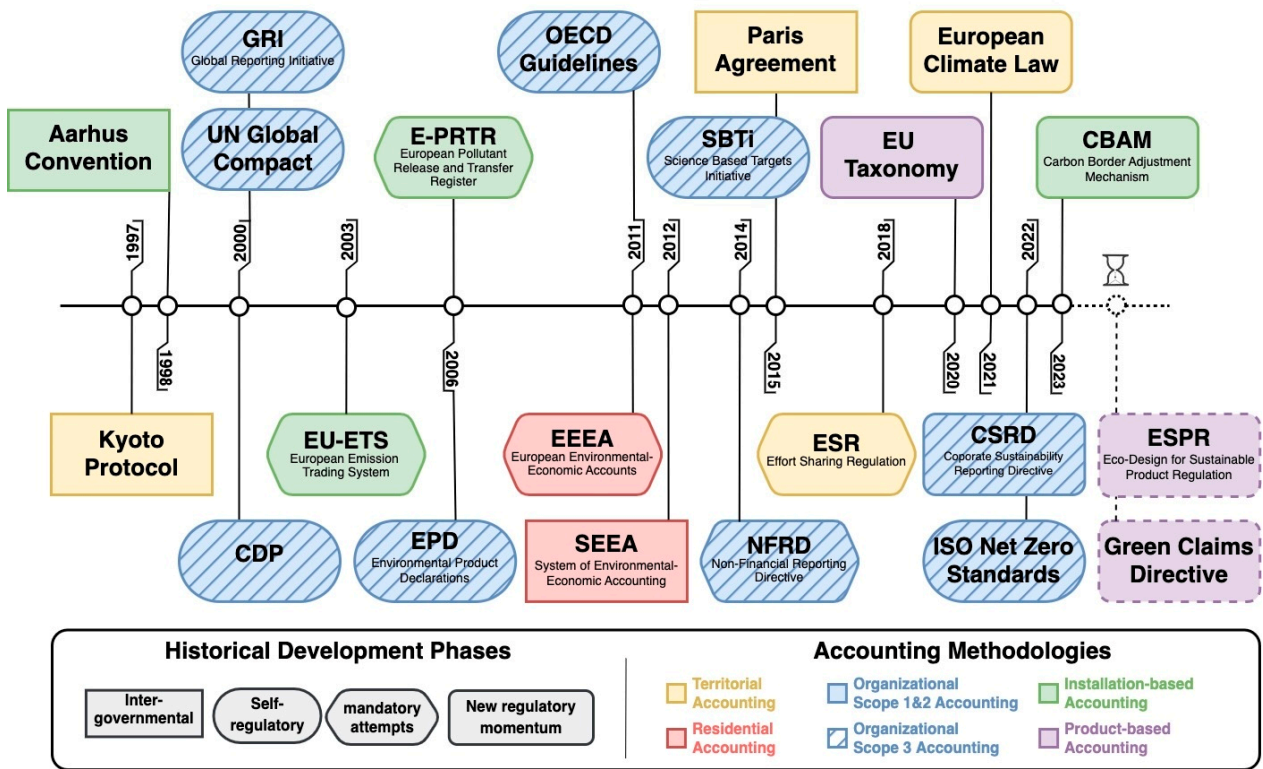 GRI
Global Reporting Initiative
OECD
Guidelines
Paris
Agreement
European
Climate Law
Aarhus
Convention
UN Global
Compact
E-PRTR
European Pollutant
Release and Transfer
Register
SBTi
Science Based Targets
Initiative
EU
Taxonomy
CBAM
Carbon Border Adjustment
Mechanism
1997
2000
2003
2011
2012
2014
2018
2022
1998
2006
2015
2020
2021
2023
Kyoto
Protocol
EU-ETS
European Emission
Trading System
EEEA
European Environmental-
Economic Accounts
ESR
Effort Sharing Regulation
CSRD
Coporate Sustainability
Reporting Directive
ESPR
Eco-Design for Sustainable
Product Regulation
CDP
EPD
Environmental Product
Declarations
SEEA
System of Environmental-
Economic Accounting
NFRD
Non-Financial Reporting
Directive
ISO Net Zero
Standards
Green Claims
Directive
Historical Development Phases
Inter-
governmental
Self-
regulatory
mandatory
attempts
New regulatory
momentum
Accounting Methodologies
Territorial
Accounting
Organizational
Scope 1&2 Accounting
Installation-based
Accounting
Residential
Accounting
Organizational
Scope 3 Accounting
Product-based
Accounting